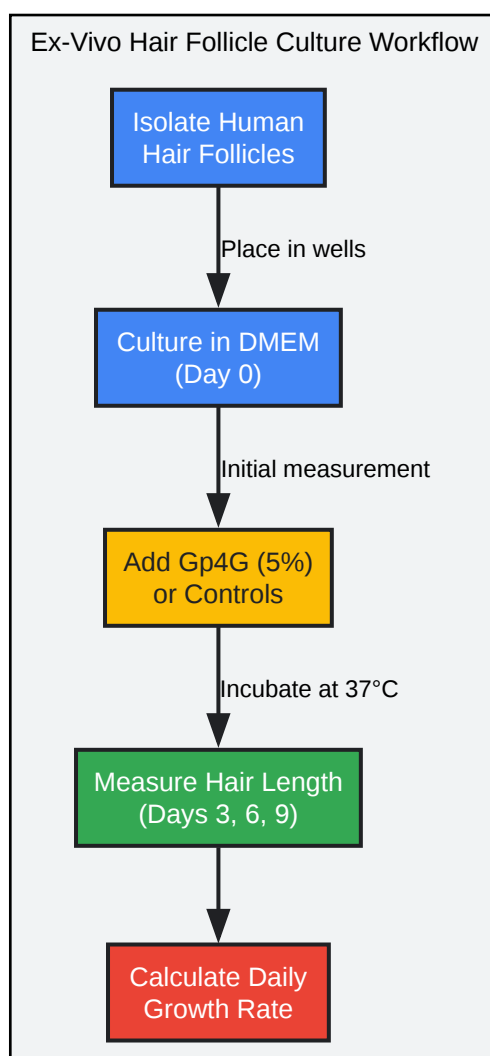 Ex-Vivo Hair Follicle Culture Workflow
Isolate Human
Hair Follicles
Place in wells
Culture in DMEM
(Day 0)
Initial measurement
Add Gp4G (5%)
or Controls
Incubate at 37°C
Measure Hair Length
(Days 3, 6, 9)
Calculate Daily
Growth Rate